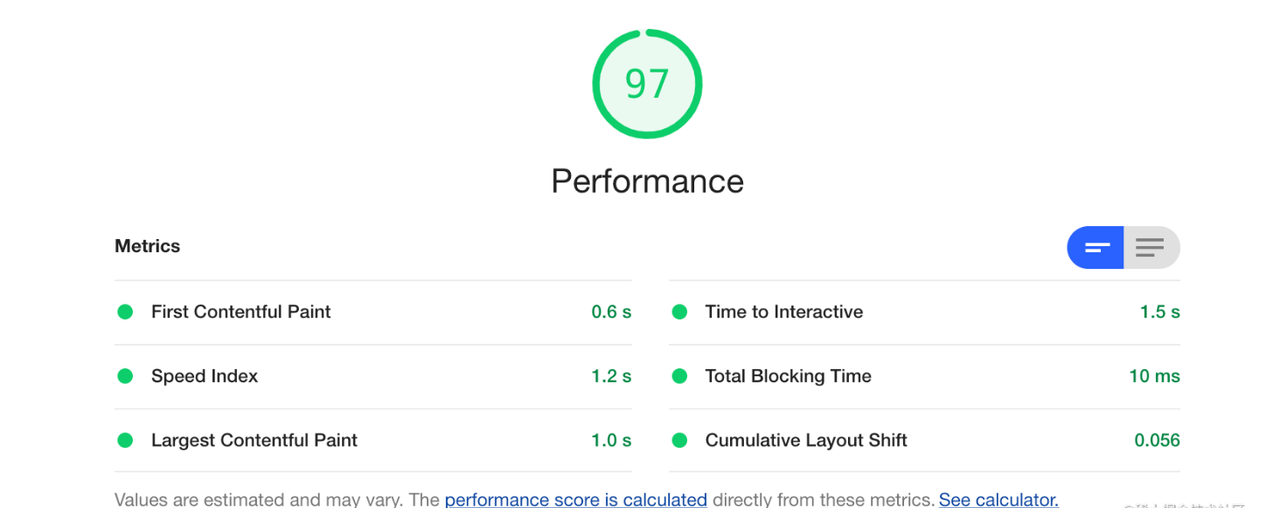 97
Performance
Metrics
First Contentful Paint 0.6 s
Time to Interactive 1.5 s
Speed Index 1.2 s
Total Blocking Time 10 ms
Largest Contentful Paint 1.0 s
Cumulative Layout Shift 0.056
Values are estimated and may vary. The performance score is calculated directly from these metrics. See calculator.